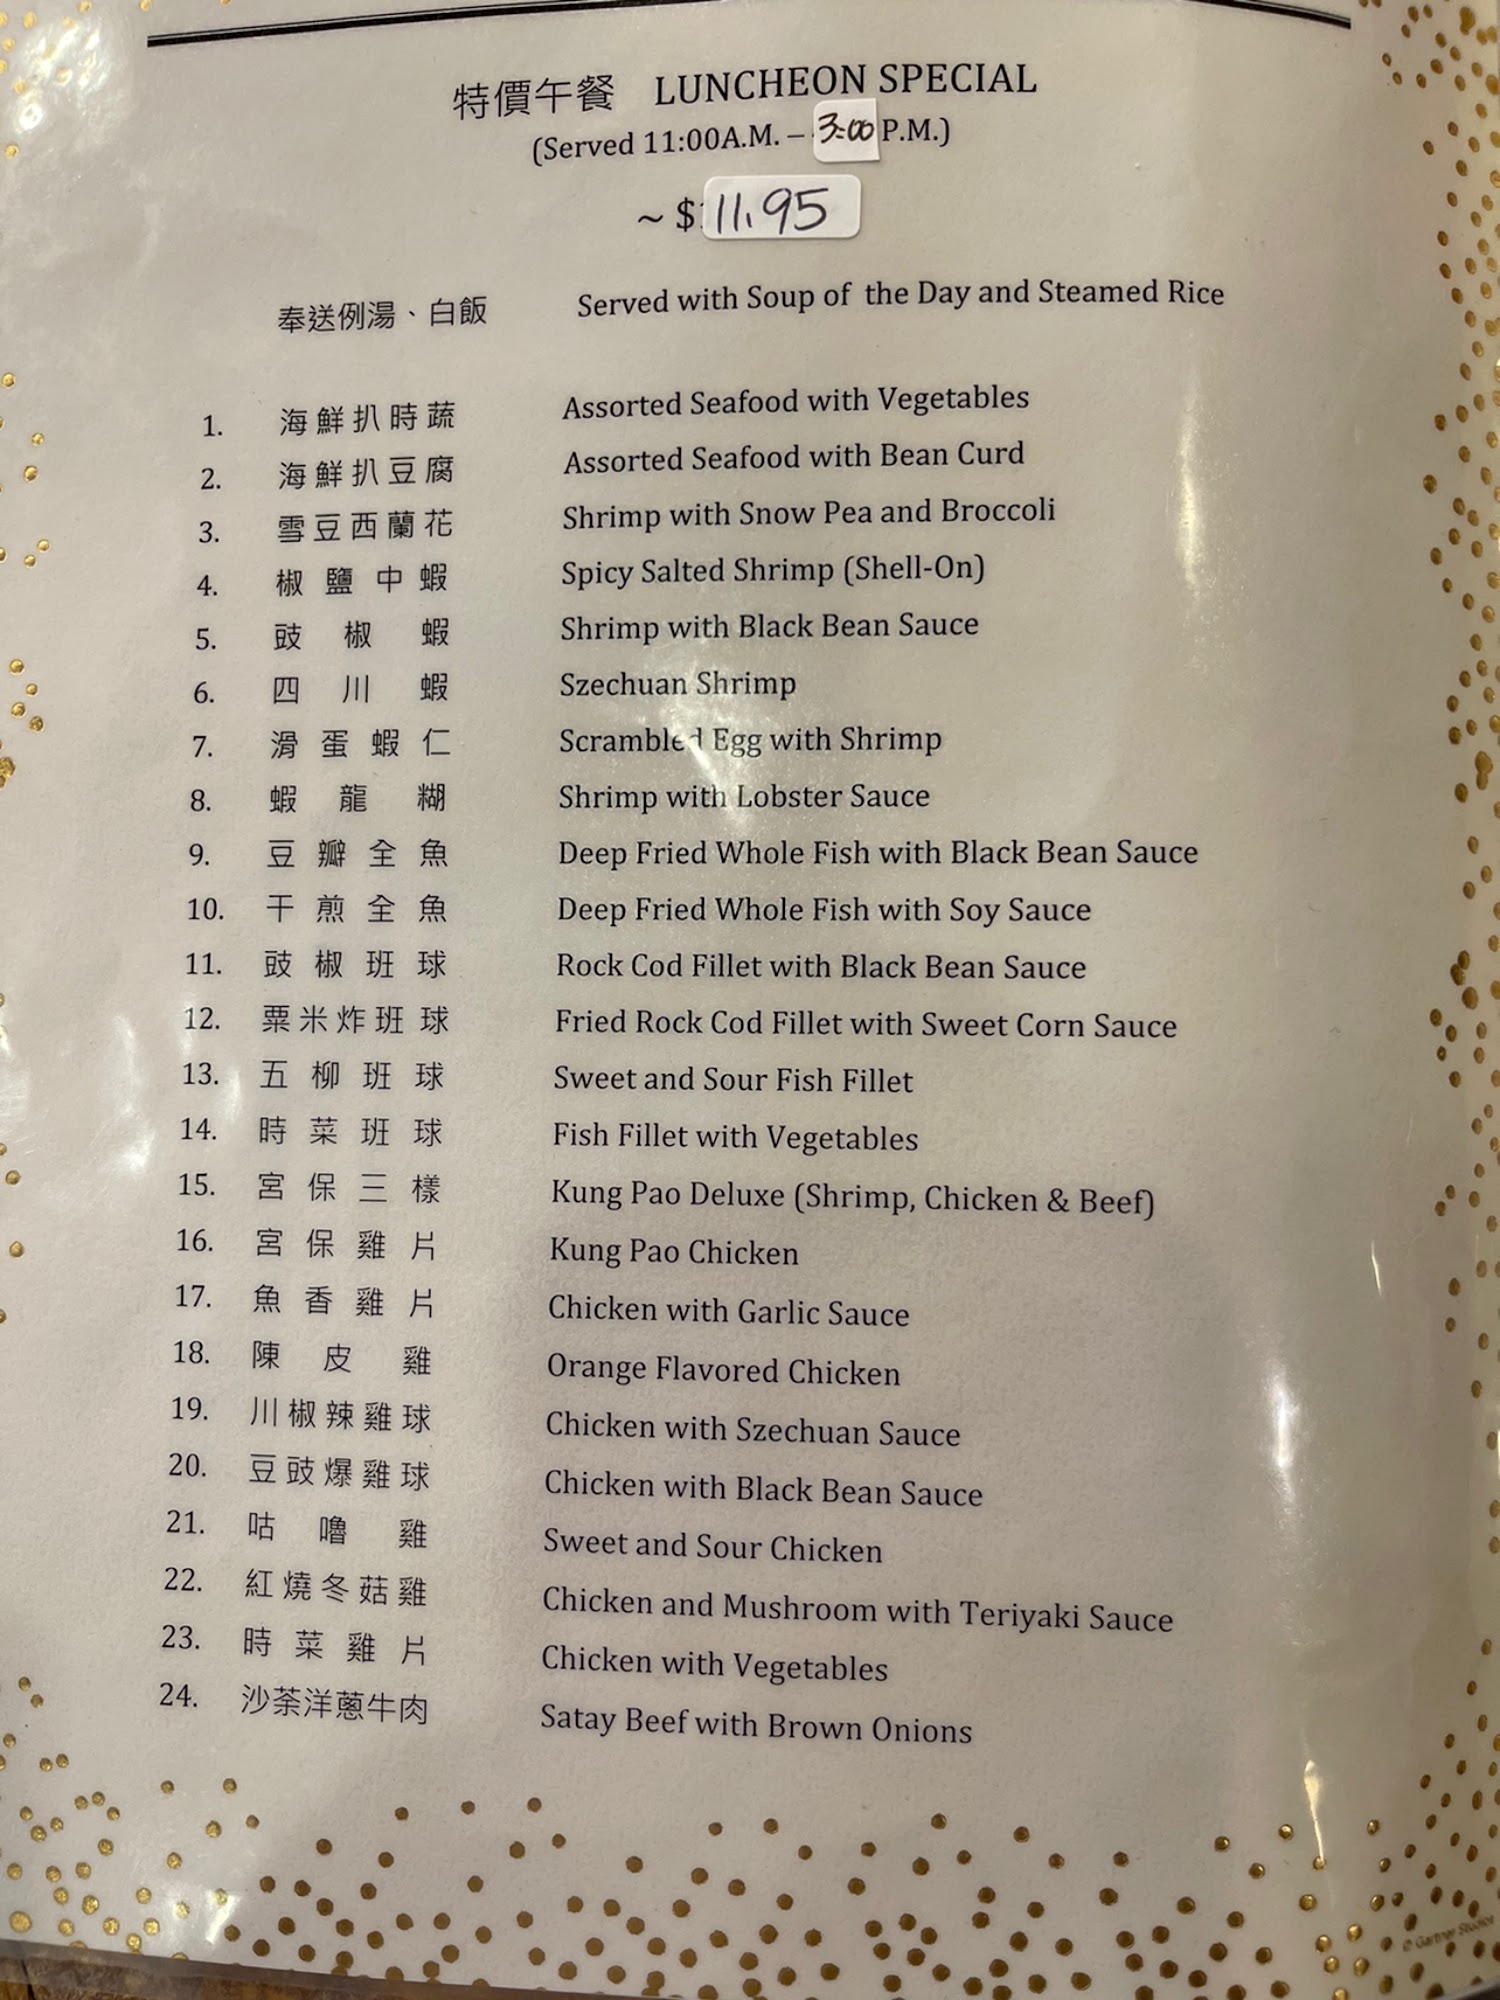 特價午餐 LUNCHEON SPECIAL
(Served 11:00A.M. – 3:00 P.M.)
~ $11.95
奉送例湯、白飯 Served with Soup of the Day and Steamed Rice
1. 海鮮扒時蔬 Assorted Seafood with Vegetables
2. 海鮮扒豆腐 Assorted Seafood with Bean Curd
3. 雪豆西蘭花 Shrimp with Snow Pea and Broccoli
4. 椒鹽中蝦 Spicy Salted Shrimp (Shell-On)
5. 豉椒蝦 Shrimp with Black Bean Sauce
6. 四川蝦 Szechuan Shrimp
7. 滑蛋蝦仁 Scrambled Egg with Shrimp
8. 蝦龍糊 Shrimp with Lobster Sauce
9. 豆瓣全魚 Deep Fried Whole Fish with Black Bean Sauce
10. 干煎全魚 Deep Fried Whole Fish with Soy Sauce
11. 豉椒班球 Rock Cod Fillet with Black Bean Sauce
12. 粟米炸班球 Fried Rock Cod Fillet with Sweet Corn Sauce
13. 五柳班球 Sweet and Sour Fish Fillet
14. 時菜班球 Fish Fillet with Vegetables
15. 宮保三樣 Kung Pao Deluxe (Shrimp, Chicken & Beef)
16. 宮保雞片 Kung Pao Chicken
17. 魚香雞片 Chicken with Garlic Sauce
18. 陳皮雞 Orange Flavored Chicken
19. 川椒辣雞球 Chicken with Szechuan Sauce
20. 豆豉爆雞球 Chicken with Black Bean Sauce
21. 咕嚕雞 Sweet and Sour Chicken
22. 紅燒冬菇雞 Chicken and Mushroom with Teriyaki Sauce
23. 時菜雞片 Chicken with Vegetables
24. 沙荼洋蔥牛肉 Satay Beef with Brown Onions
© Gartner Studios